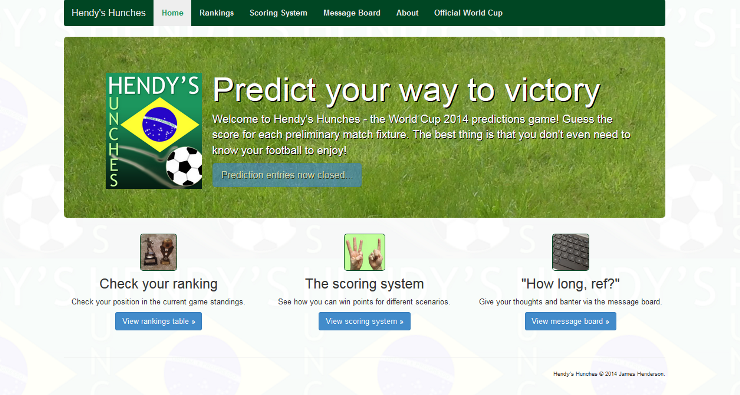 Hendy's Hunches Home Rankings Scoring System Message Board About Official World Cup
HENDY'S
HUNCHES
Predict your way to victory
Welcome to Hendy's Hunches - the World Cup 2014 predictions game! Guess the
score for each preliminary match fixture. The best thing is that you don't even need to
know your football to enjoy!
Prediction entries now closed...
Check your ranking
Check your position in the current game standings.
View rankings table »
The scoring system
See how you can win points for different scenarios.
View scoring system »
"How long, ref?"
Give your thoughts and banter via the message board.
View message board »
Hendy's Hunches © 2014 James Henderson.